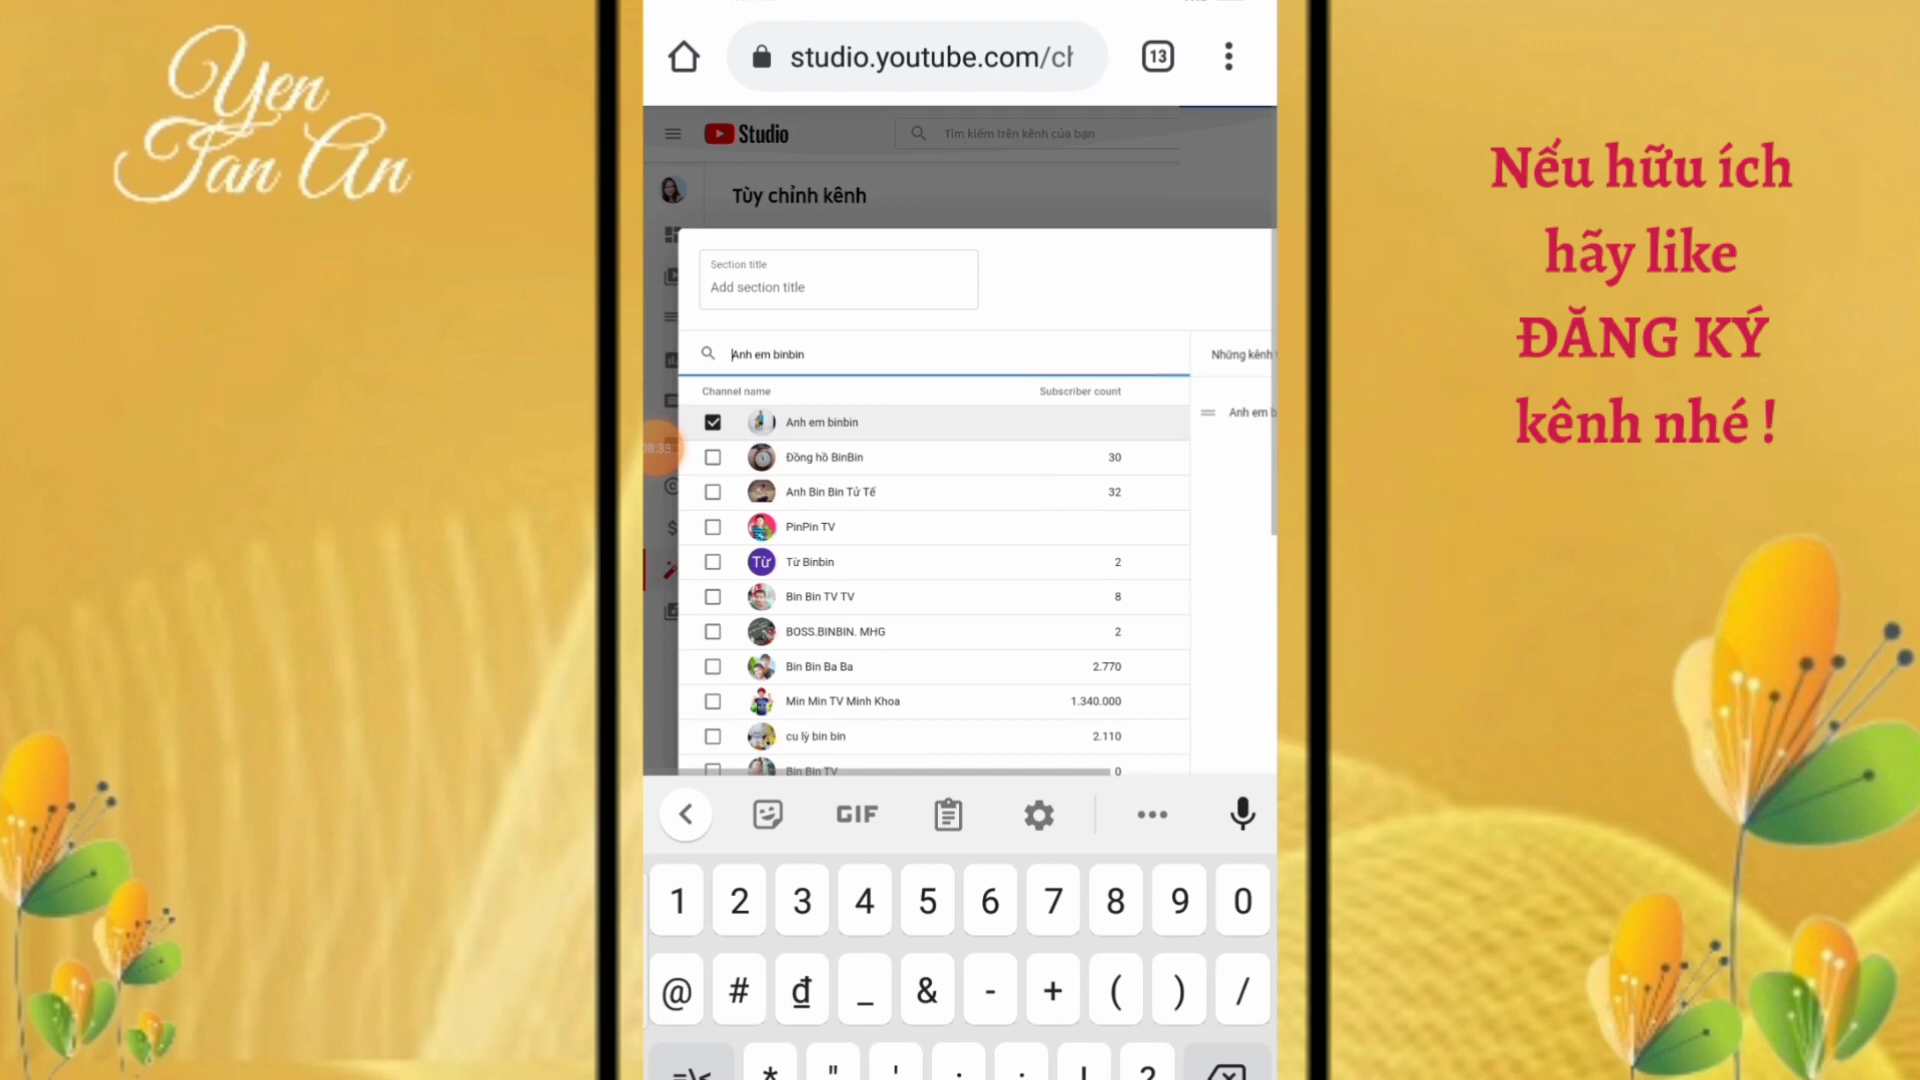 Yen
Tan An
studio.youtube.com/ch
13
Studio
Tìm kiếm trên kênh của bạn
Tùy chỉnh kênh
Section title
Add section title
Anh em binbin
Những kênh
Channel name
Subscriber count
Anh em binbin
Anh em b
08:35
Đồng hồ BinBin
30
Anh Bin Bin Tử Tế
32
PinPin TV
Từ
Từ Binbin
2
Bin Bin TV TV
8
BOSS.BINBIN. MHG
2
Bin Bin Ba Ba
2.770
Min Min TV Minh Khoa
1.340.000
cu lỳ bin bin
2.110
Bin Bin TV
0
GIF
1 2 3 4 5 6 7 8 9 0
@ # ₫ _ & - + ( ) /
=\< * " ' : ; ! ?
Nếu hữu ích
hãy like
ĐĂNG KÝ
kênh nhé !